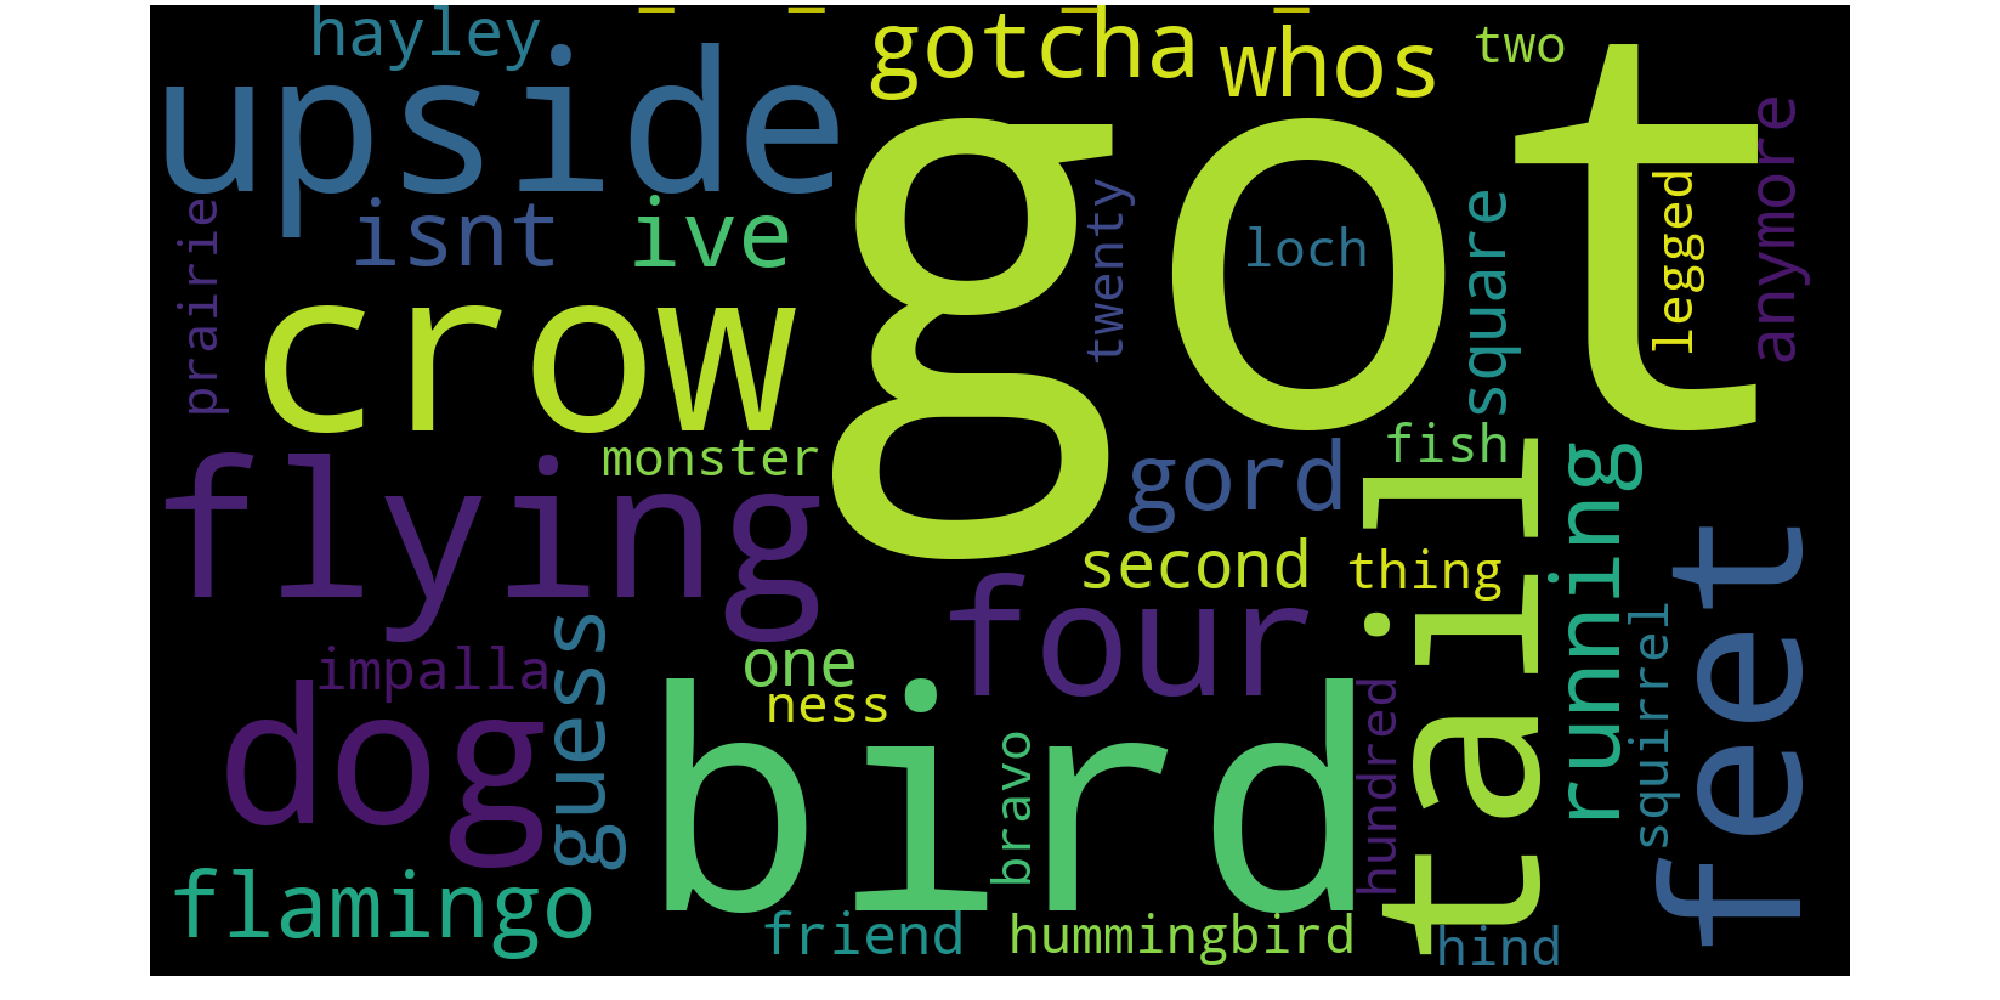 hayley
gotcha
whos
two
upside
got
anymore
legged
prairie
isnt
ive
twenty
loch
square
crow
monster
fish
flying
gord
tall
running
second
thing
feet
four
guess
impalla
one
squirrel
dog
ness
bird
bravo
hundred
flamingo
friend
hummingbird
hind